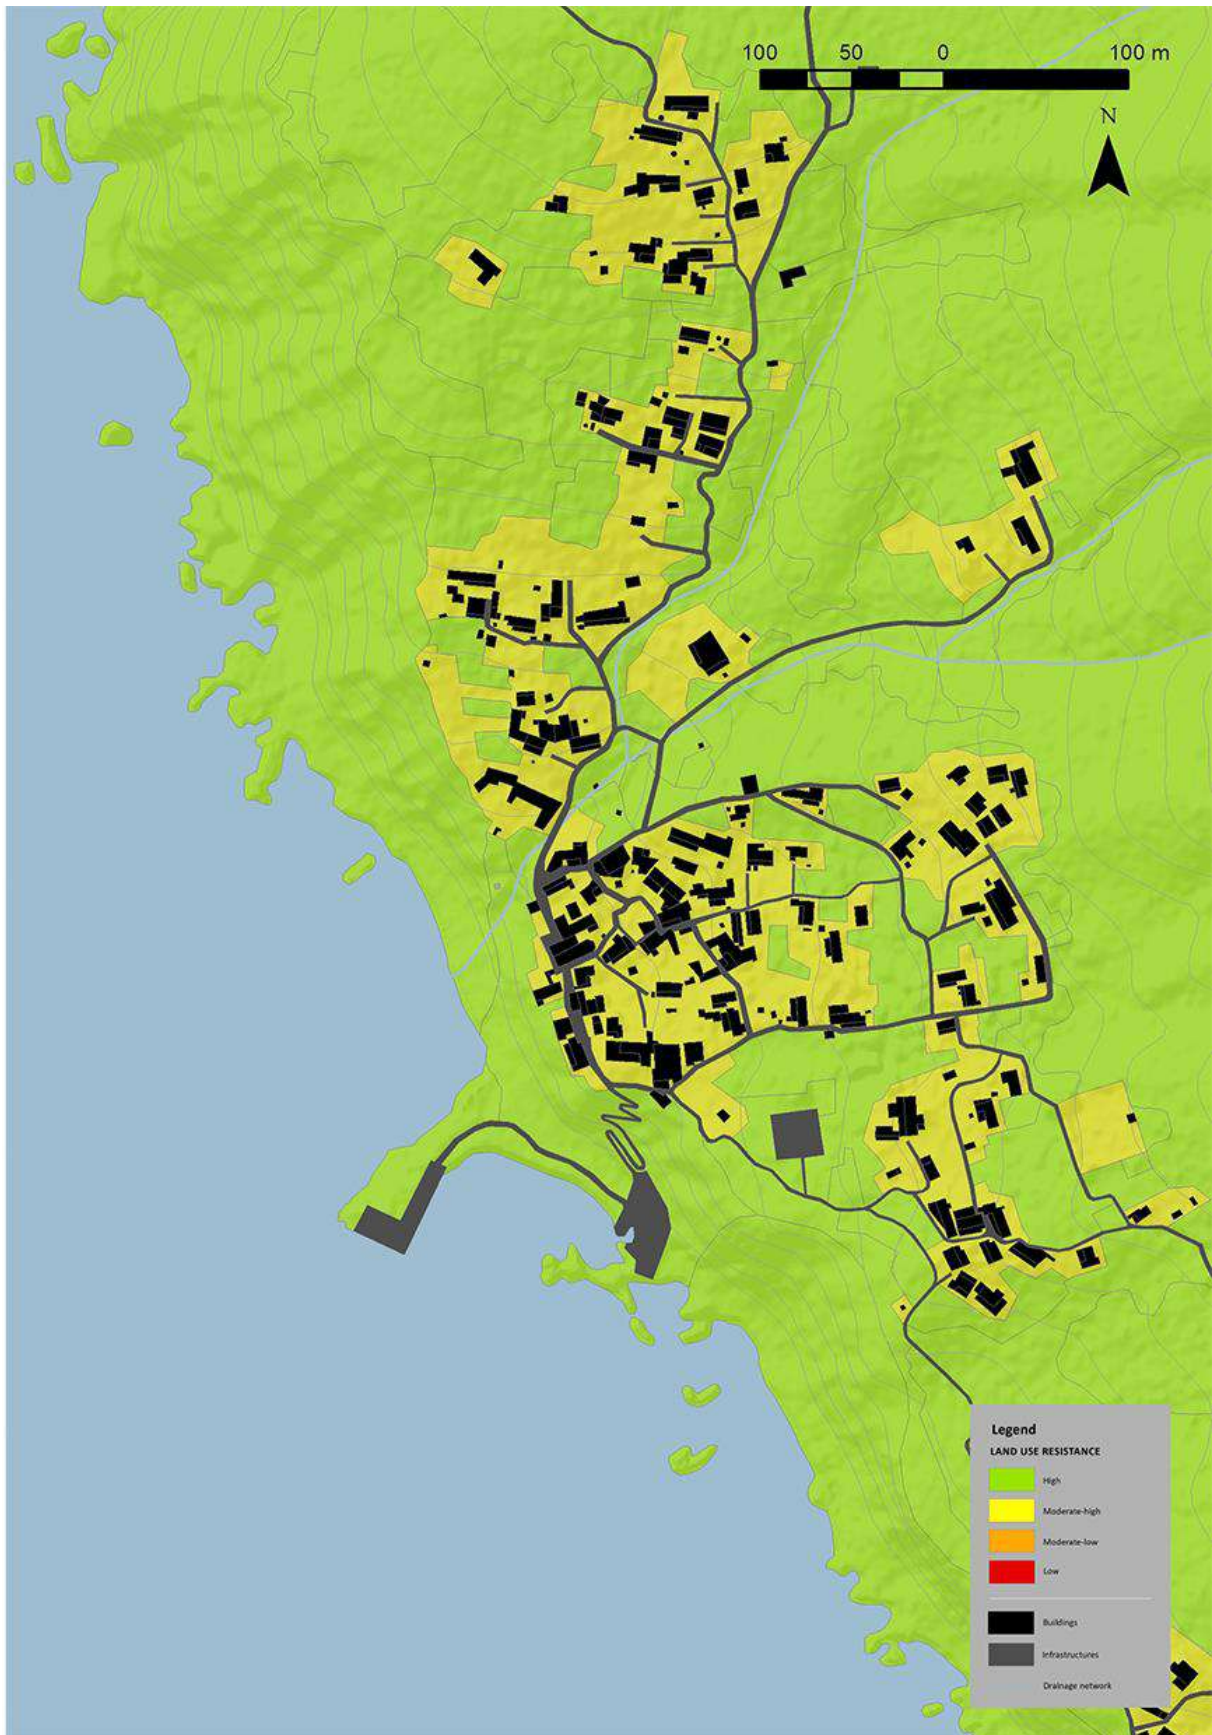 100 50 0 100 m
N
Legend
LAND USE RESISTANCE
High
Moderate-high
Moderate-low
Low
Buildings
Infrastructures
Drainage network